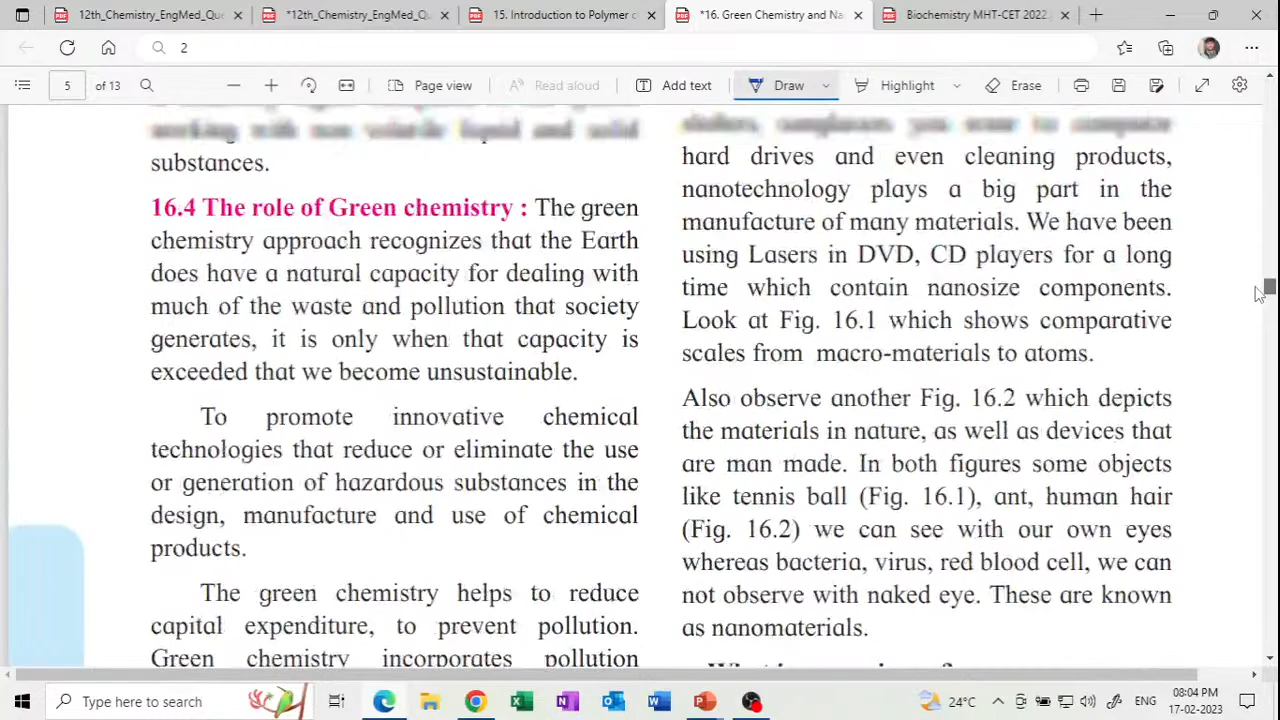 12th_Chemistry_EngMed_Que
*12th_Chemistry_EngMed_Qu
15. Introduction to Polymer c
*16. Green Chemistry and Na
Biochemistry MHT-CET 2022.
2
5 of 13
Page view
Read aloud
Add text
Draw
Highlight
Erase
working with non volatile liquid and solid
substances.
16.4 The role of Green chemistry : The green
chemistry approach recognizes that the Earth
does have a natural capacity for dealing with
much of the waste and pollution that society
generates, it is only when that capacity is
exceeded that we become unsustainable.
To promote innovative chemical
technologies that reduce or eliminate the use
or generation of hazardous substances in the
design, manufacture and use of chemical
products.
The green chemistry helps to reduce
capital expenditure, to prevent pollution.
Green chemistry incorporates pollution
hard drives and even cleaning products,
nanotechnology plays a big part in the
manufacture of many materials. We have been
using Lasers in DVD, CD players for a long
time which contain nanosize components.
Look at Fig. 16.1 which shows comparative
scales from macro-materials to atoms.
Also observe another Fig. 16.2 which depicts
the materials in nature, as well as devices that
are man made. In both figures some objects
like tennis ball (Fig. 16.1), ant, human hair
(Fig. 16.2) we can see with our own eyes
whereas bacteria, virus, red blood cell, we can
not observe with naked eye. These are known
as nanomaterials.
Type here to search
24°C
ENG
08:04 PM
17-02-2023